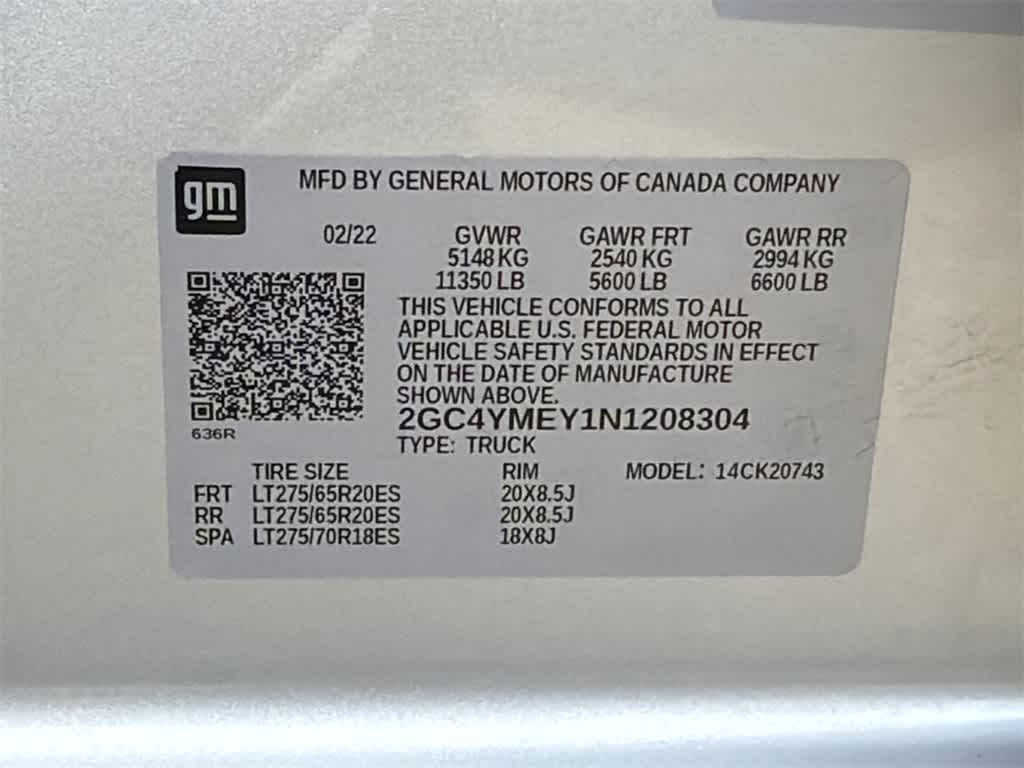 gm
MFD BY GENERAL MOTORS OF CANADA COMPANY
02/22 GVWR GAWR FRT GAWR RR
5148 KG 2540 KG 2994 KG
11350 LB 5600 LB 6600 LB
THIS VEHICLE CONFORMS TO ALL
APPLICABLE U.S. FEDERAL MOTOR
VEHICLE SAFETY STANDARDS IN EFFECT
ON THE DATE OF MANUFACTURE
SHOWN ABOVE.
2GC4YMEY1N1208304
636R
TYPE: TRUCK
TIRE SIZE RIM MODEL: 14CK20743
FRT LT275/65R20ES 20X8.5J
RR LT275/65R20ES 20X8.5J
SPA LT275/70R18ES 18X8J